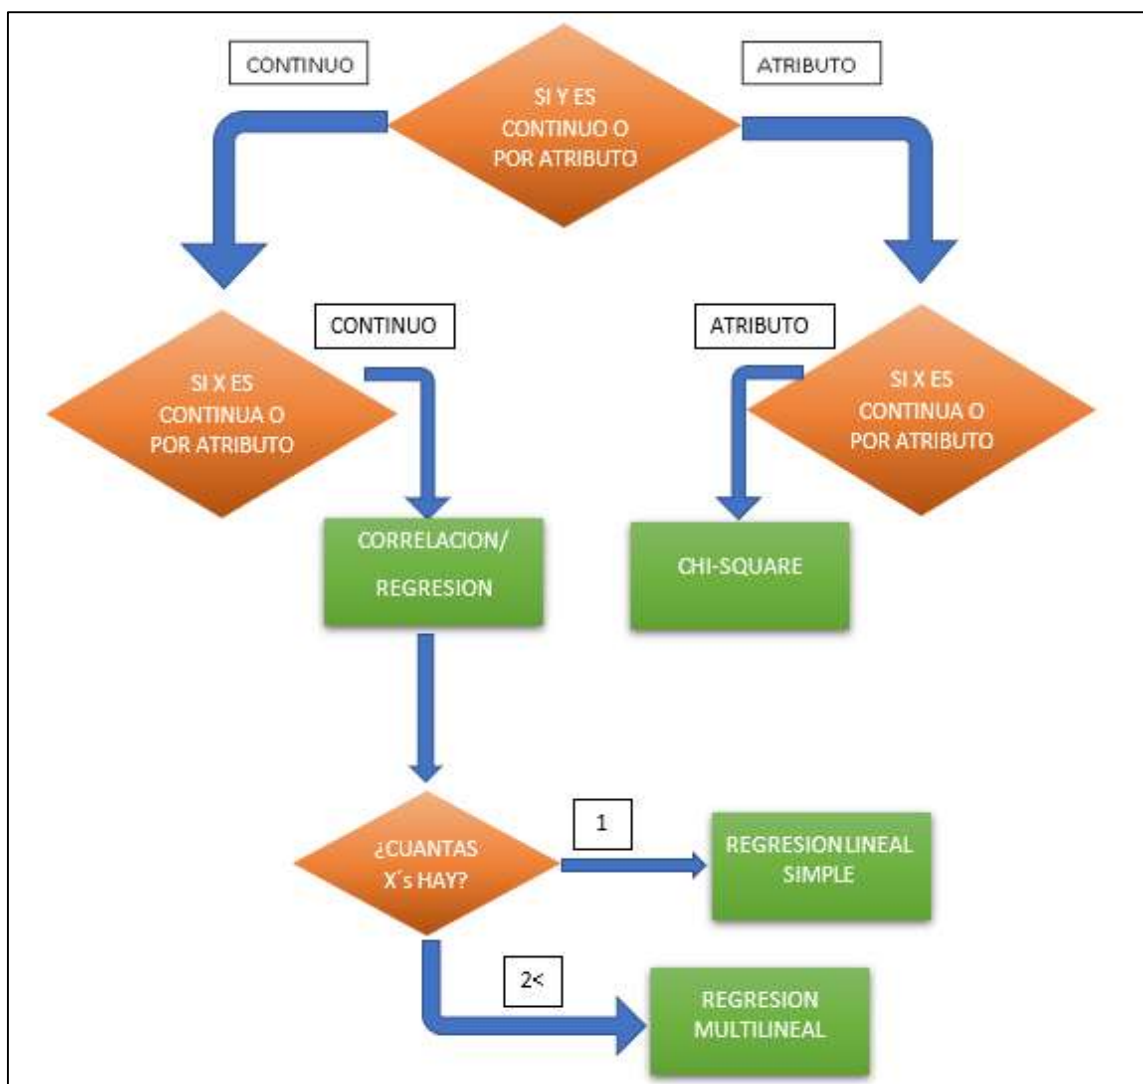 CONTINUO
ATRIBUTO
SI Y ES
CONTINUO O
POR ATRIBUTO
CONTINUO
ATRIBUTO
SI X ES
CONTINUA O
POR ATRIBUTO
SI X ES
CONTINUA O
POR ATRIBUTO
CORRELACION/
REGRESION
CHI-SQUARE
¿CUANTAS
X´s HAY?
1
REGRESION LINEAL
SIMPLE
2<
REGRESION
MULTILINEAL